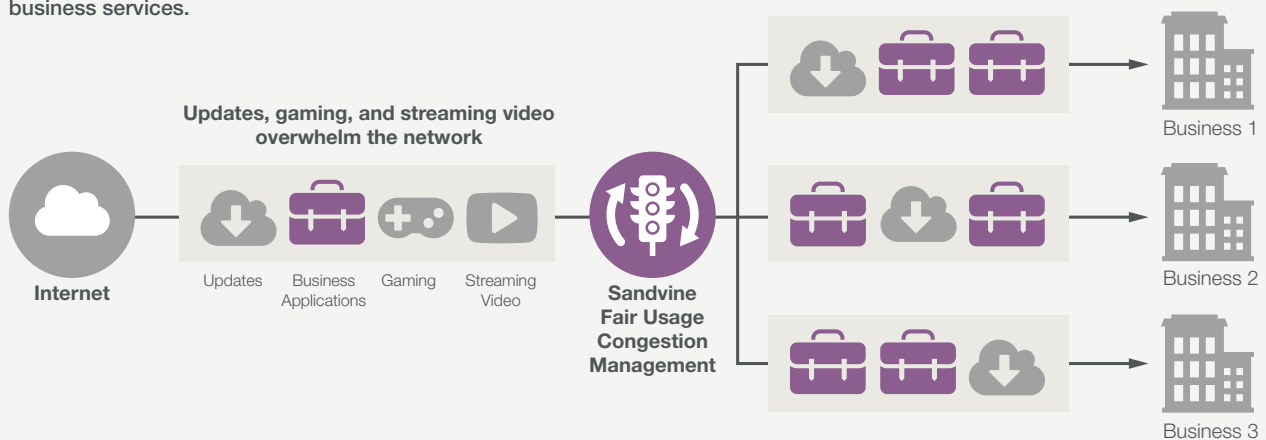 business services.
Updates, gaming, and streaming video
overwhelm the network
Internet
Updates
Business
Applications
Gaming
Streaming
Video
Sandvine
Fair Usage
Congestion
Management
Business 1
Business 2
Business 3